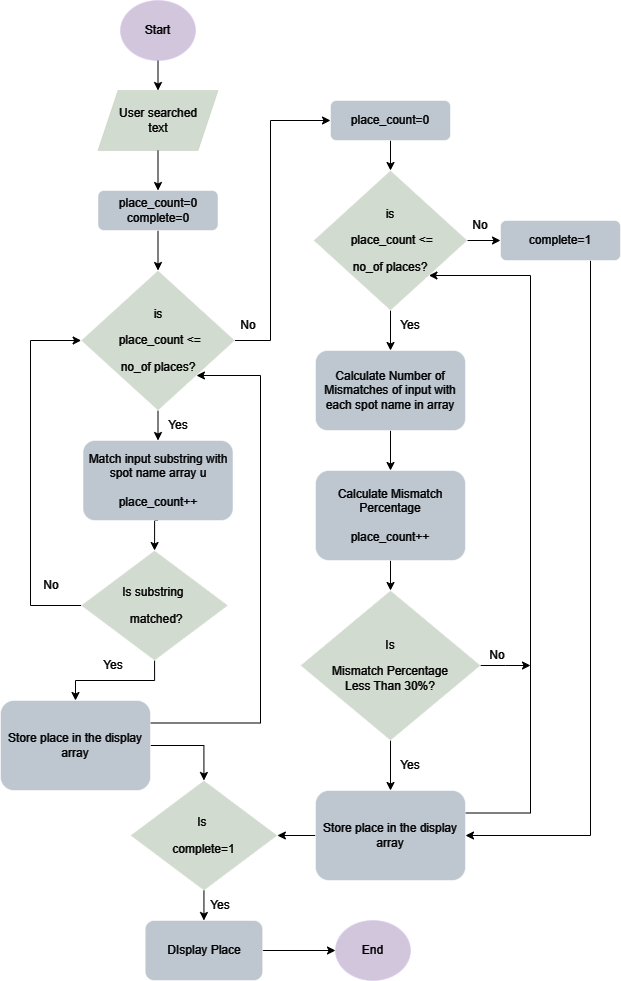 Start
User searched
text
place_count=0
complete=0
is
place_count <=
no_of places?
No
Yes
Match input substring with
spot name array u
place_count++
Is substring
matched?
No
Yes
Store place in the display
array
place_count=0
is
place_count <=
no_of places?
No
complete=1
Yes
Calculate Number of
Mismatches of input with
each spot name in array
Calculate Mismatch
Percentage
place_count++
Is
Mismatch Percentage
Less Than 30%?
No
Yes
Store place in the display
array
Is
complete=1
Yes
DIsplay Place
End